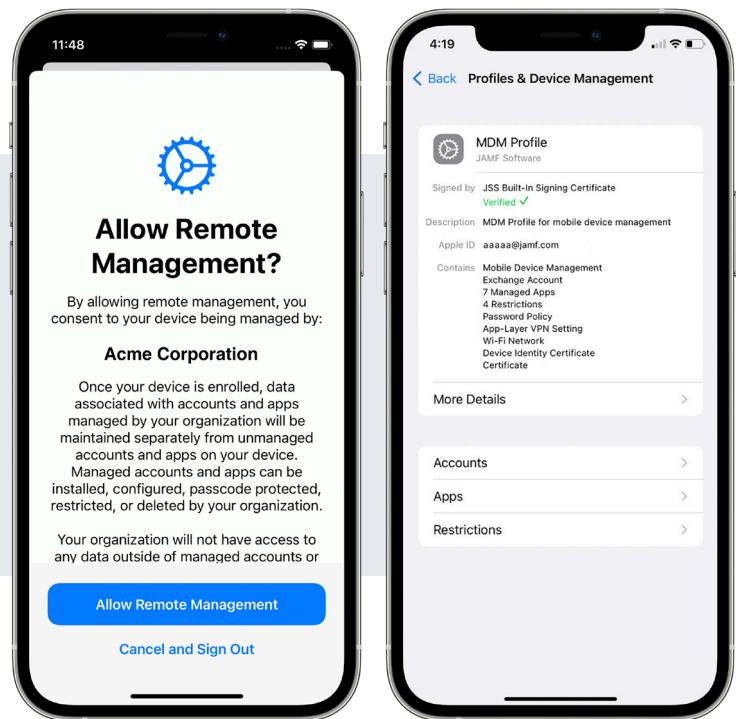 11:48
Allow Remote
Management?
By allowing remote management, you
consent to your device being managed by:
Acme Corporation
Once your device is enrolled, data
associated with accounts and apps
managed by your organization will be
maintained separately from unmanaged
accounts and apps on your device.
Managed accounts and apps can be
installed, configured, passcode protected,
restricted, or deleted by your organization.
Your organization will not have access to
any data outside of managed accounts or
Allow Remote Management
Cancel and Sign Out
4:19
Back Profiles & Device Management
MDM Profile
JAMF Software
Signed by JSS Built-In Signing Certificate
Verified ✓
Description MDM Profile for mobile device management
Apple ID aaaaa@jamf.com
Contains Mobile Device Management
Exchange Account
7 Managed Apps
4 Restrictions
Password Policy
App-Layer VPN Setting
Wi-Fi Network
Device Identity Certificate
Certificate
More Details
Accounts
Apps
Restrictions